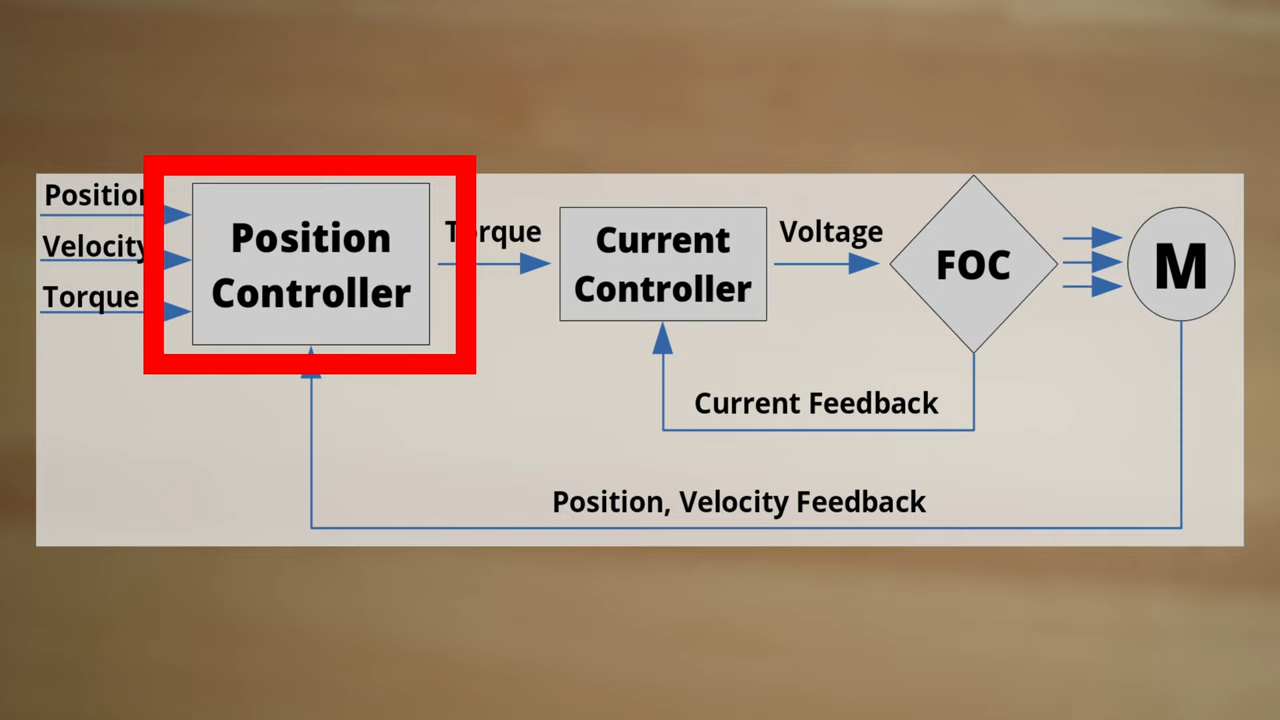 Position
Velocity
Torque
Position
Controller
Torque
Current
Controller
Voltage
FOC
M
Current Feedback
Position, Velocity Feedback